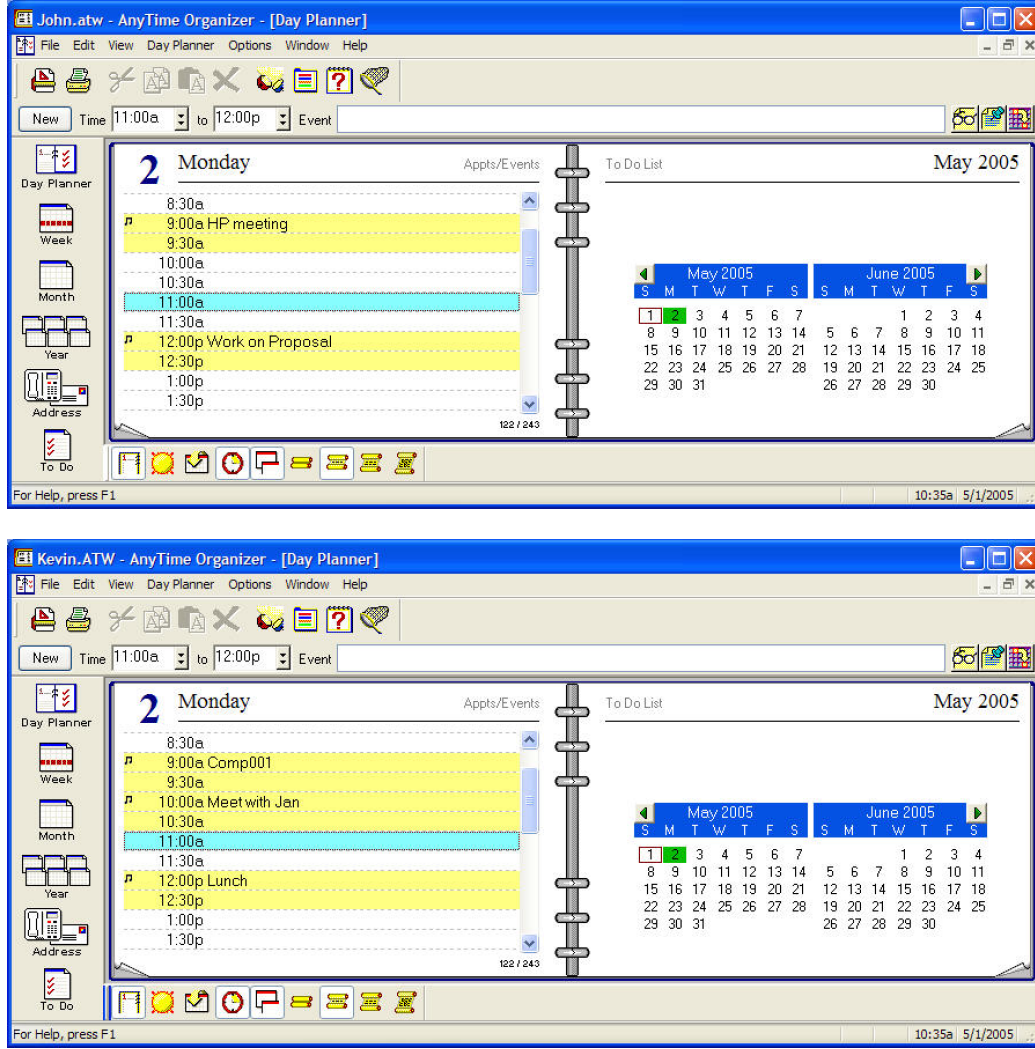 John.atw - AnyTime Organizer - [Day Planner]
File Edit View Day Planner Options Window Help
New Time 11:00a to 12:00p Event
Day Planner
Week
Month
Year
Address
To Do
2 Monday Appts/Events
8:30a
9:00a HP meeting
9:30a
10:00a
10:30a
11:00a
11:30a
12:00p Work on Proposal
12:30p
1:00p
1:30p
122 / 243
To Do List May 2005
May 2005 June 2005
S M T W T F S S M T W T F S
1 2 3 4 5 6 7 1 2 3 4
8 9 10 11 12 13 14 5 6 7 8 9 10 11
15 16 17 18 19 20 21 12 13 14 15 16 17 18
22 23 24 25 26 27 28 19 20 21 22 23 24 25
29 30 31 26 27 28 29 30
For Help, press F1 10:35a 5/1/2005
Kevin.ATW - AnyTime Organizer - [Day Planner]
File Edit View Day Planner Options Window Help
New Time 11:00a to 12:00p Event
Day Planner
Week
Month
Year
Address
To Do
2 Monday Appts/Events
8:30a
9:00a Comp001
9:30a
10:00a Meet with Jan
10:30a
11:00a
11:30a
12:00p Lunch
12:30p
1:00p
1:30p
122 / 243
To Do List May 2005
May 2005 June 2005
S M T W T F S S M T W T F S
1 2 3 4 5 6 7 1 2 3 4
8 9 10 11 12 13 14 5 6 7 8 9 10 11
15 16 17 18 19 20 21 12 13 14 15 16 17 18
22 23 24 25 26 27 28 19 20 21 22 23 24 25
29 30 31 26 27 28 29 30
For Help, press F1 10:35a 5/1/2005